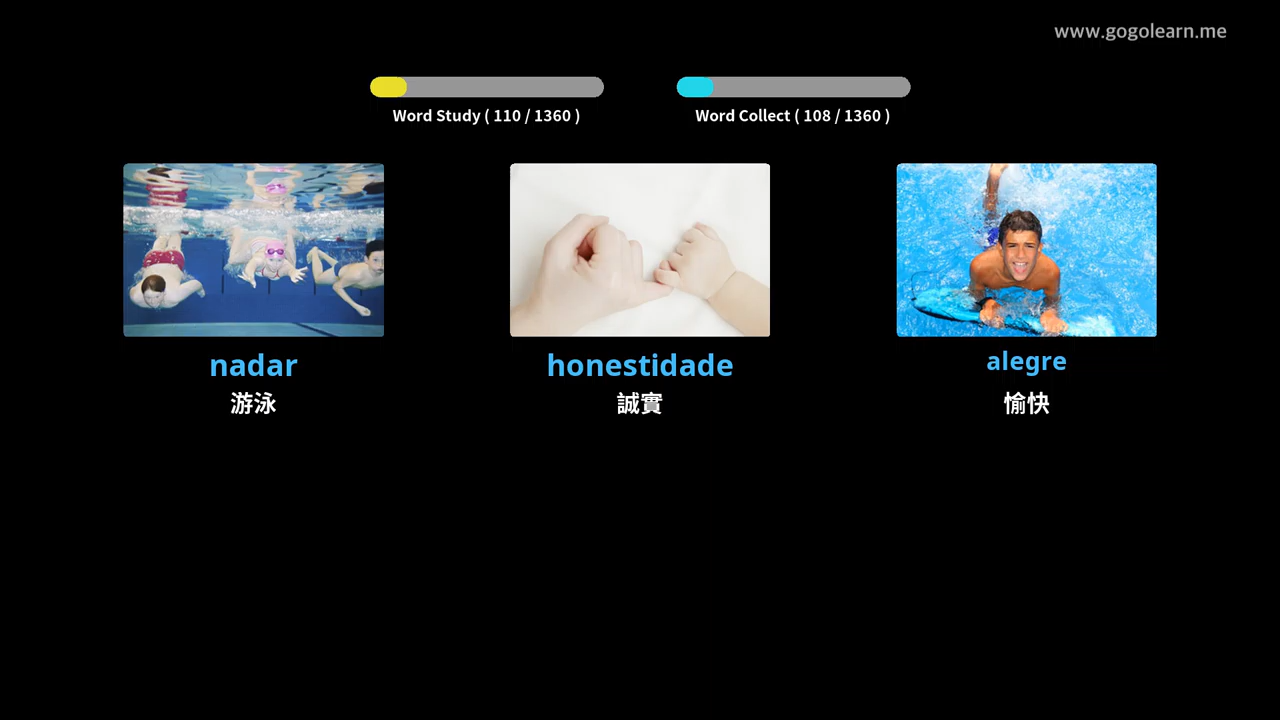 www.gogolearn.me
Word Study ( 110 / 1360 )
Word Collect ( 108 / 1360 )
nadar
游泳
honestidade
誠實
alegre
愉快